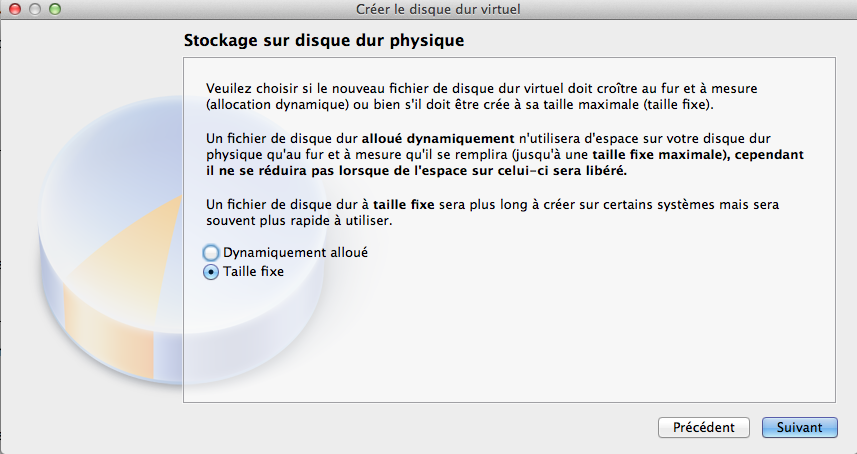 Créer le disque dur virtuel
Stockage sur disque dur physique
Veuilez choisir si le nouveau fichier de disque dur virtuel doit croître au fur et à mesure
(allocation dynamique) ou bien s'il doit être crée à sa taille maximale (taille fixe).
Un fichier de disque dur alloué dynamiquement n'utilisera d'espace sur votre disque dur
physique qu'au fur et à mesure qu'il se remplira (jusqu'à une taille fixe maximale), cependant
il ne se réduira pas lorsque de l'espace sur celui-ci sera libéré.
Un fichier de disque dur à taille fixe sera plus long à créer sur certains systèmes mais sera
souvent plus rapide à utiliser.
Dynamiquement alloué
Taille fixe
Précédent
Suivant